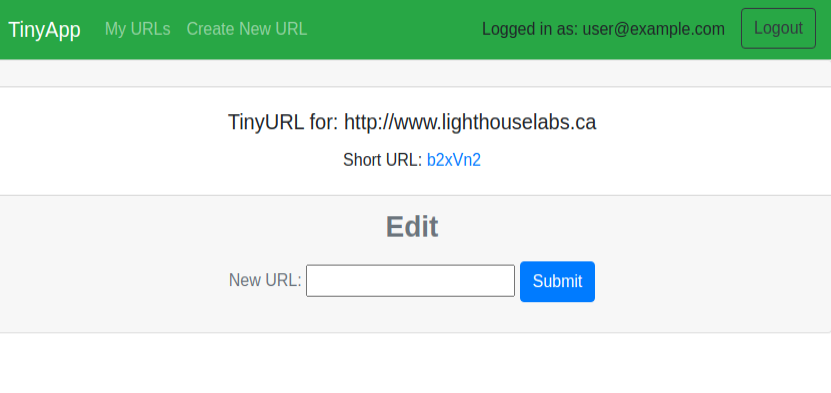 TinyApp My URLs Create New URL Logged in as: user@example.com Logout
TinyURL for: http://www.lighthouselabs.ca
Short URL: b2xVn2
Edit
New URL: Submit